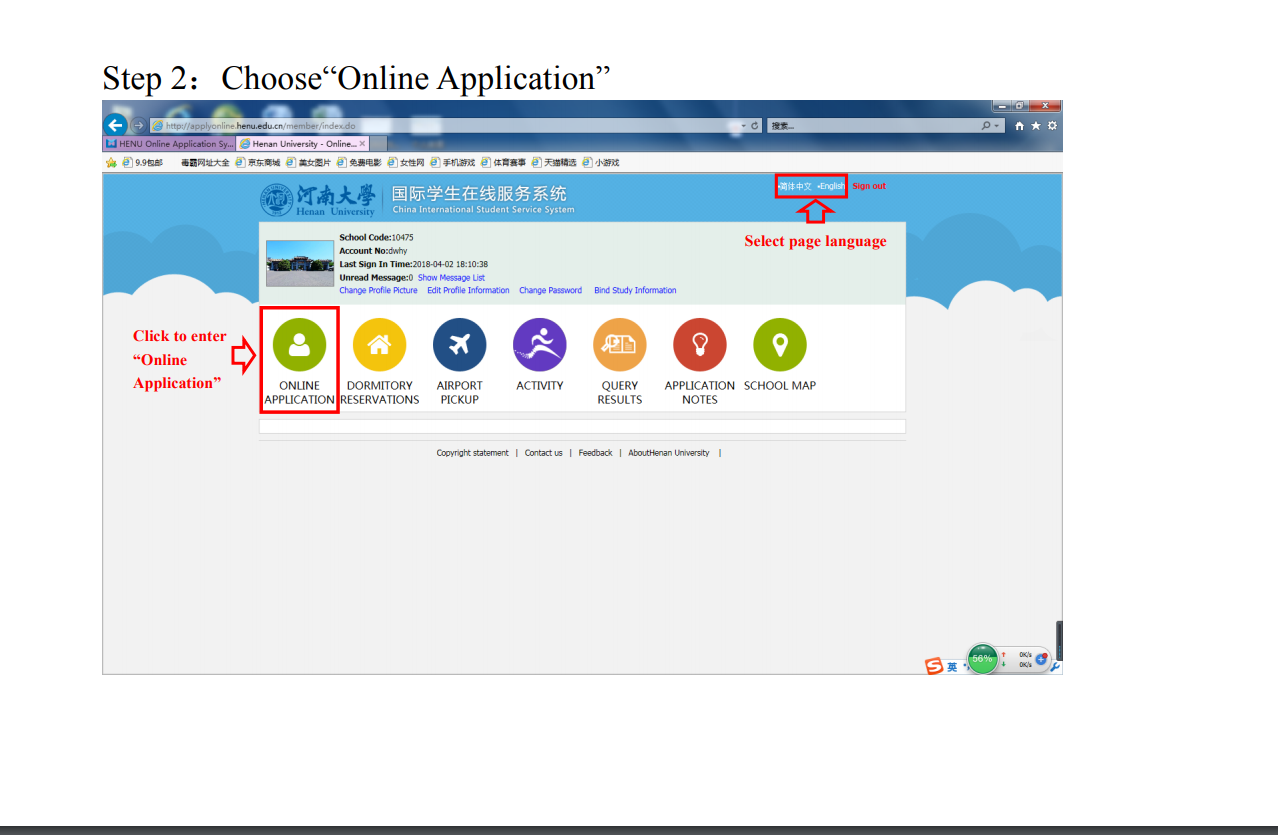 Step 2：Choose“Online Application”
http://applyonline.henu.edu.cn/member/index.do
搜索...
HENU Online Application Sy...
Henan University - Online...
9.9包邮 毒霸网址大全 京东商城 美女图片 免费电影 女性网 手机游戏 体育赛事 天猫精选 小游戏
河南大學
Henan University
国际学生在线服务系统
China International Student Service System
•简体中文 •English Sign out
Select page language
School Code:10475
Account No:dwhy
Last Sign In Time:2018-04-02 18:10:38
Unread Message:0 Show Message List
Change Profile Picture Edit Profile Information Change Password Bind Study Information
Click to enter
“Online
Application”
ONLINE
APPLICATION
DORMITORY
RESERVATIONS
AIRPORT
PICKUP
ACTIVITY
QUERY
RESULTS
APPLICATION
NOTES
SCHOOL MAP
Copyright statement | Contact us | Feedback | AboutHenan University |
英
56%
0K/s
0K/s